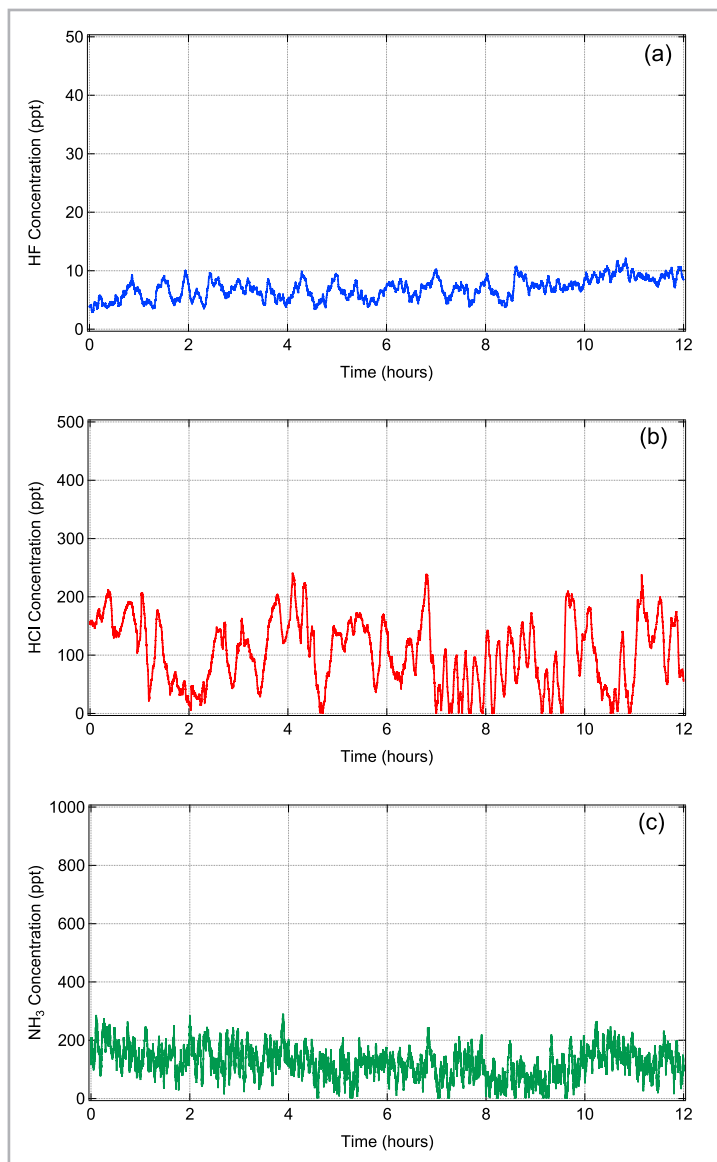 (a)
50
40
30
20
10
0
HF Concentration (ppt)
0 2 4 6 8 10 12
Time (hours)
(b)
500
400
300
200
100
0
HCl Concentration (ppt)
0 2 4 6 8 10 12
Time (hours)
(c)
1000
800
600
400
200
0
NH3 Concentration (ppt)
0 2 4 6 8 10 12
Time (hours)